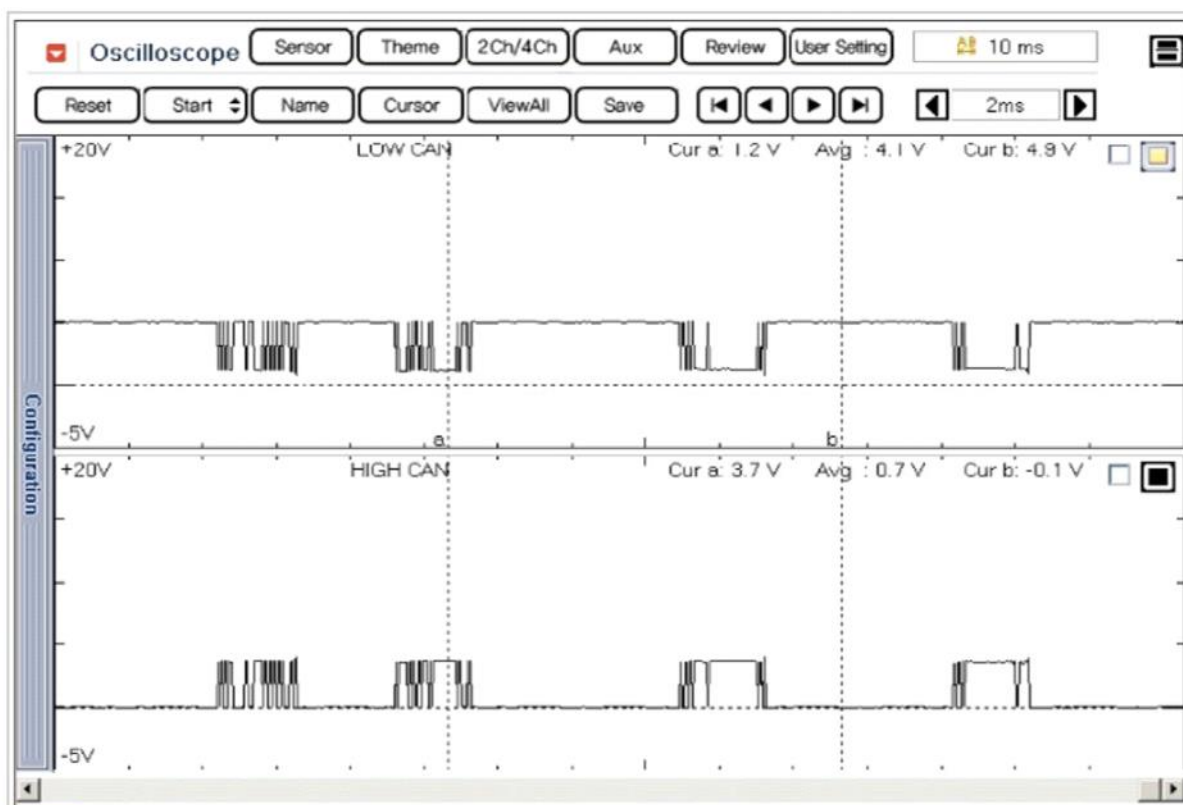 Oscilloscope Sensor Theme 2Ch/4Ch Aux Review User Setting 10 ms
Reset Start Name Cursor ViewAll Save 2ms
+20V LOW CAN Cur a: 1.2 V Avg : 4.1 V Cur b: 4.9 V
-5V a b
Configuration
+20V HIGH CAN Cur a: 3.7 V Avg : 0.7 V Cur b: -0.1 V
-5V